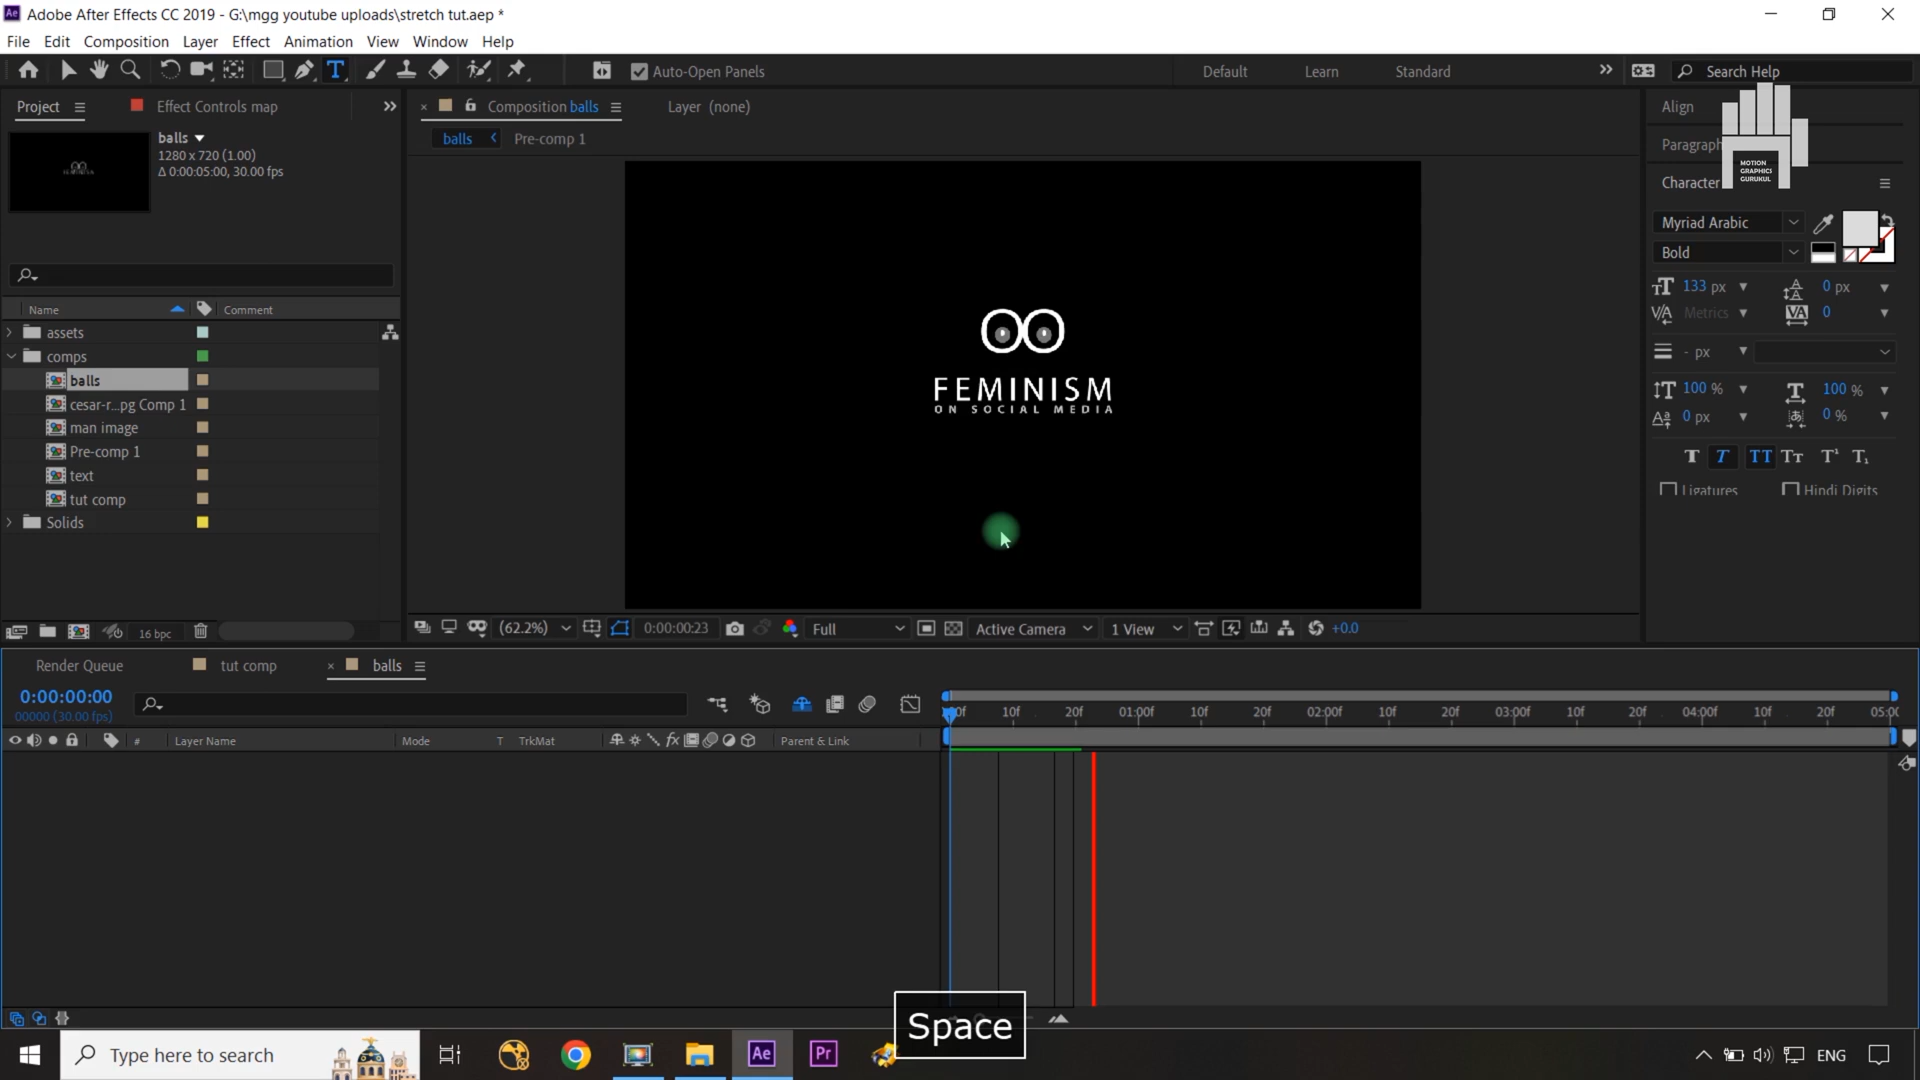 Adobe After Effects CC 2019 - G:\mgg youtube uploads\stretch tut.aep *
File Edit Composition Layer Effect Animation View Window Help
Auto-Open Panels
Default Learn Standard
Search Help
Project
Effect Controls map
Composition balls
Layer (none)
balls
1280 x 720 (1.00)
Δ 0:00:05:00, 30.00 fps
balls
Pre-comp 1
Align
Paragraph
Character
MOTION
GRAPHICS
GURUKUL
Myriad Arabic
Bold
133 px
0 px
Metrics
0
- px
100 %
100 %
0 px
0 %
Ligatures
Hindi Digits
Name
Comment
assets
comps
balls
cesar-r...pg Comp 1
man image
Pre-comp 1
text
tut comp
Solids
16 bpc
FEMINISM
ON SOCIAL MEDIA
(62.2%)
0:00:00:23
Full
Active Camera
1 View
+0.0
Render Queue
tut comp
balls
0:00:00:00
00000 (30.00 fps)
10f 20f 01:00f 10f 20f 02:00f 10f 20f 03:00f 10f 20f 04:00f 10f 20f
# Layer Name Mode T TrkMat
Parent & Link
Space
Type here to search
Ae
Pr
ENG